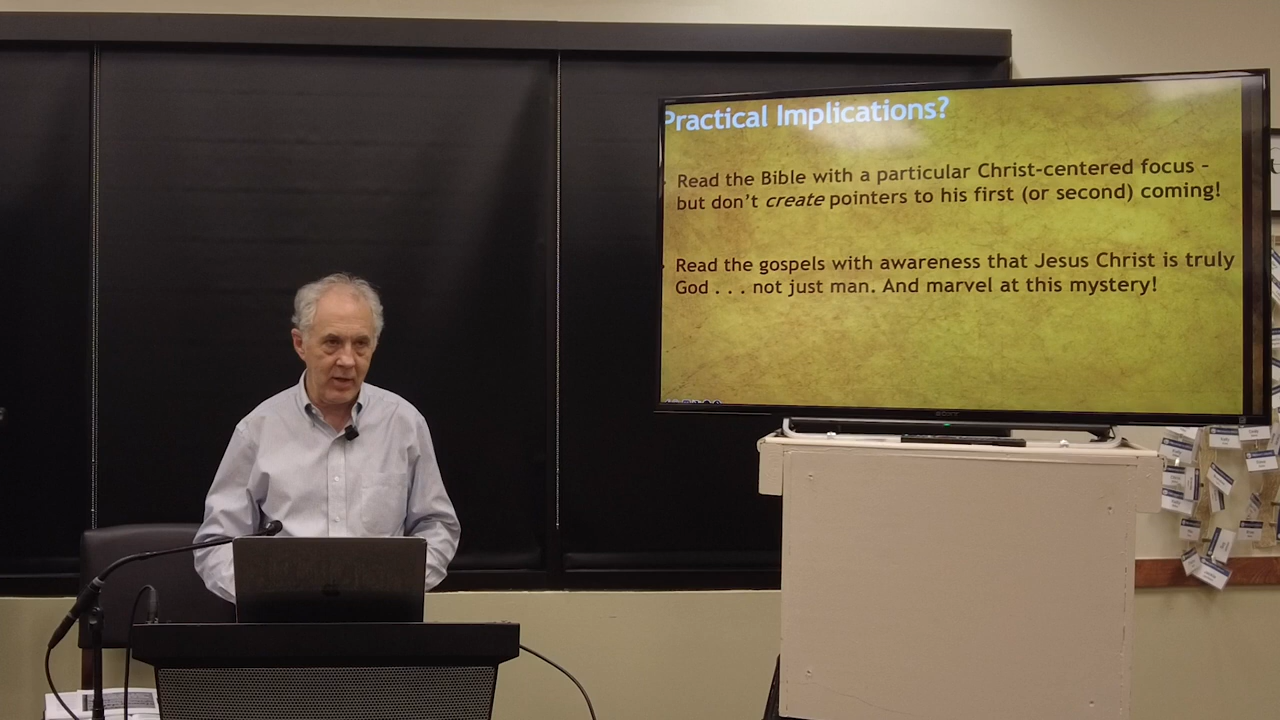 Practical Implications?
Read the Bible with a particular Christ-centered focus –
but don't create pointers to his first (or second) coming!
Read the gospels with awareness that Jesus Christ is truly
God . . . not just man. And marvel at this mystery!
SONY